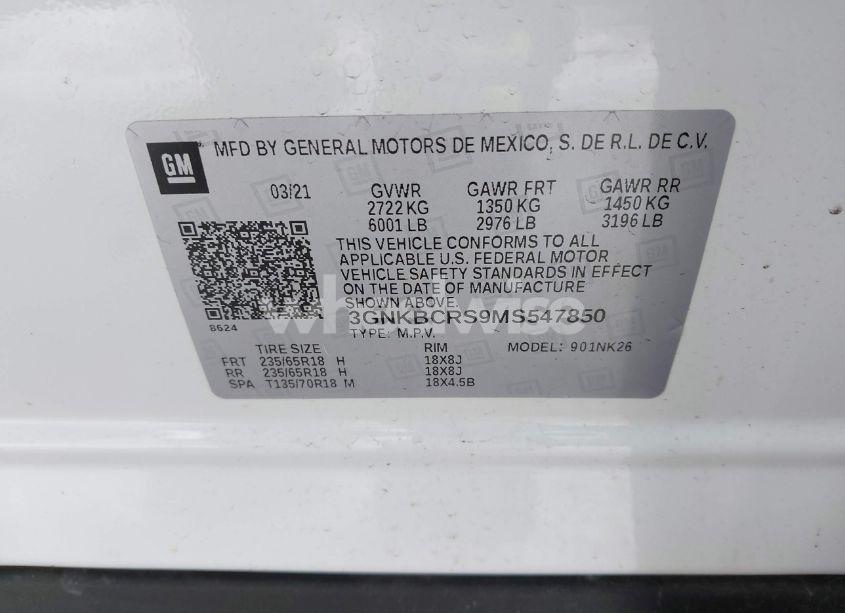 GM
MFD BY GENERAL MOTORS DE MEXICO, S. DE R.L. DE C.V.
03/21 GVWR GAWR FRT GAWR RR
2722 KG 1350 KG 1450 KG
6001 LB 2976 LB 3196 LB
THIS VEHICLE CONFORMS TO ALL
APPLICABLE U.S. FEDERAL MOTOR
VEHICLE SAFETY STANDARDS IN EFFECT
ON THE DATE OF MANUFACTURE
SHOWN ABOVE.
3GNKBCRS9MS547850
8624 TYPE: M.P.V.
TIRE SIZE RIM MODEL: 901NK26
FRT 235/65R18 H 18X8J
RR 235/65R18 H 18X8J
SPA T135/70R18 M 18X4.5B